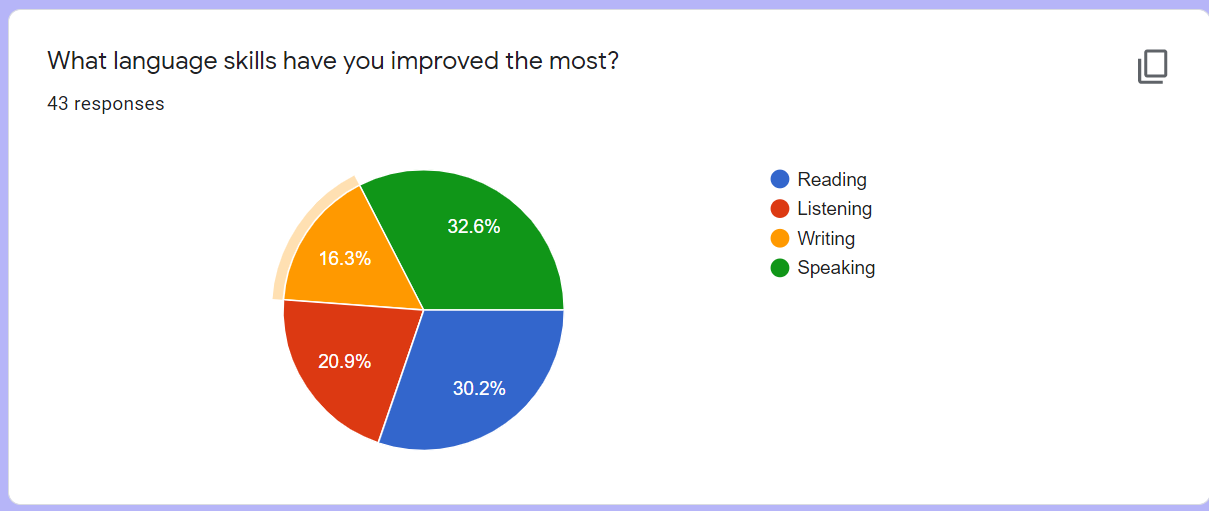 What language skills have you improved the most?
43 responses
32.6%
16.3%
20.9%
30.2%
Reading
Listening
Writing
Speaking